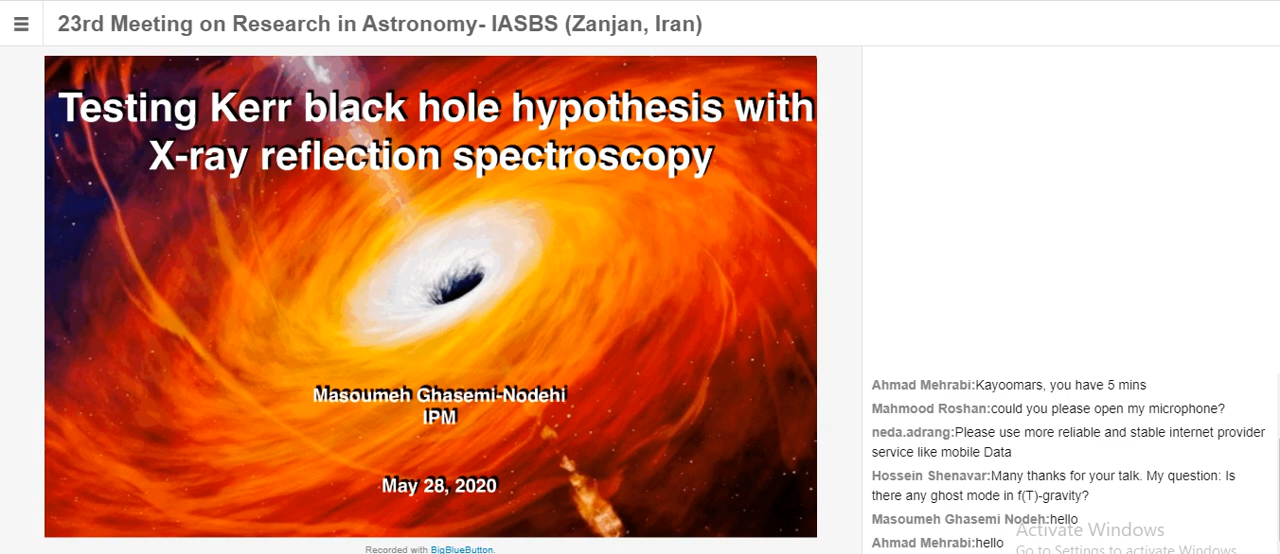 23rd Meeting on Research in Astronomy- IASBS (Zanjan, Iran)
Testing Kerr black hole hypothesis with
X-ray reflection spectroscopy
Masoumeh Ghasemi-Nodehi
IPM
May 28, 2020
Recorded with BigBlueButton.
Ahmad Mehrabi:Kayoomars, you have 5 mins
Mahmood Roshan:could you please open my microphone?
neda.adrang:Please use more reliable and stable internet provider
service like mobile Data
Hossein Shenavar:Many thanks for your talk. My question: Is
there any ghost mode in f(T)-gravity?
Masoumeh Ghasemi Nodeh:hello
Ahmad Mehrabi:hello
Activate Windows
Go to Settings to activate Windows.